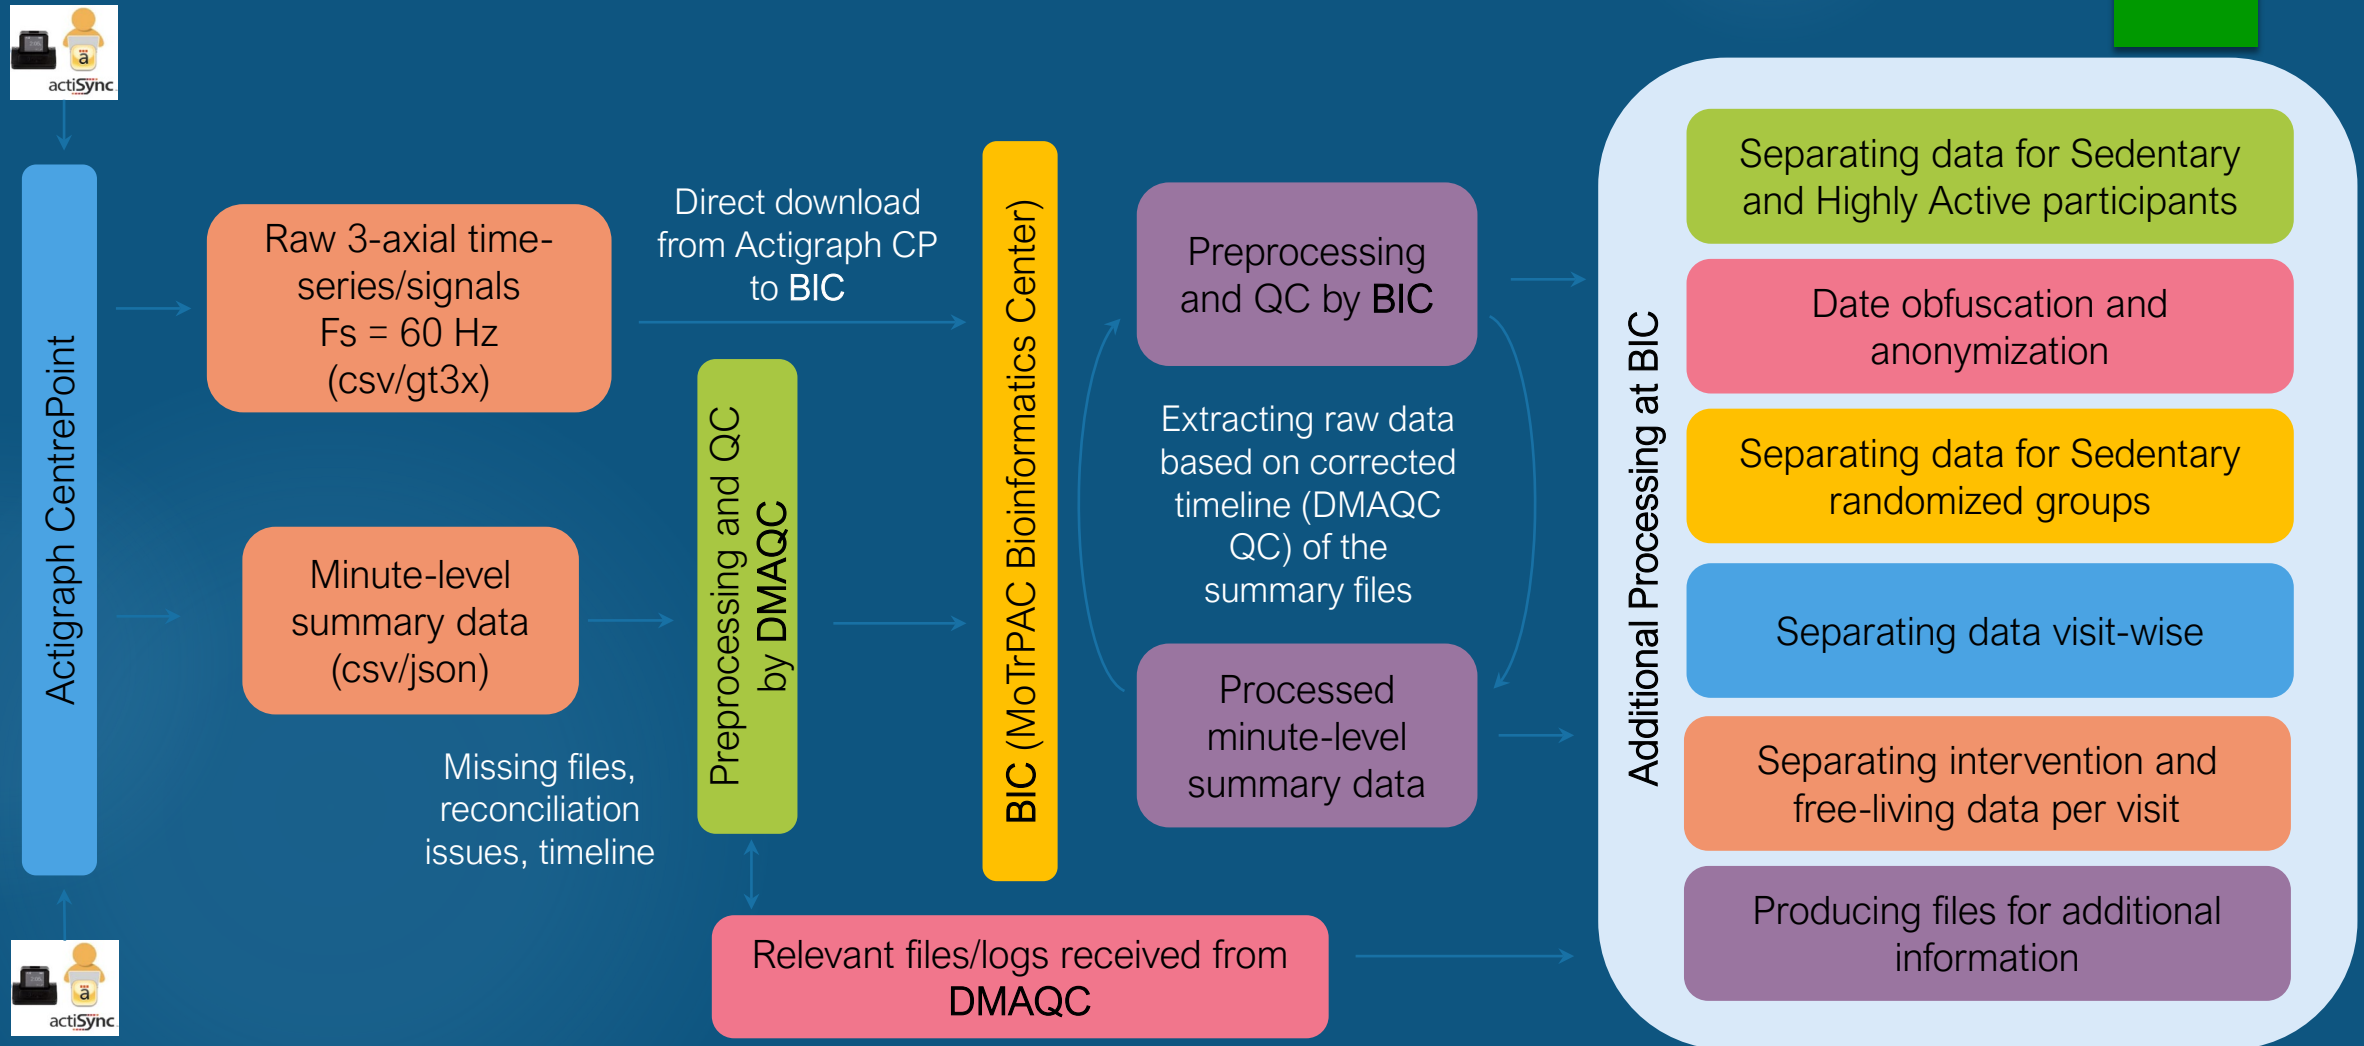 actiSync
Actigraph CentrePoint
Raw 3-axial time-
series/signals
Fs = 60 Hz
(csv/gt3x)
Minute-level
summary data
(csv/json)
Missing files,
reconciliation
issues, timeline
Direct download
from Actigraph CP
to BIC
Preprocessing and QC
by DMAQC
BIC (MoTrPAC Bioinformatics Center)
Preprocessing
and QC by BIC
Extracting raw data
based on corrected
timeline (DMAQC
QC) of the
summary files
Processed
minute-level
summary data
Relevant files/logs received from
DMAQC
Additional Processing at BIC
Separating data for Sedentary
and Highly Active participants
Date obfuscation and
anonymization
Separating data for Sedentary
randomized groups
Separating data visit-wise
Separating intervention and
free-living data per visit
Producing files for additional
information
ä
actiSync
ä